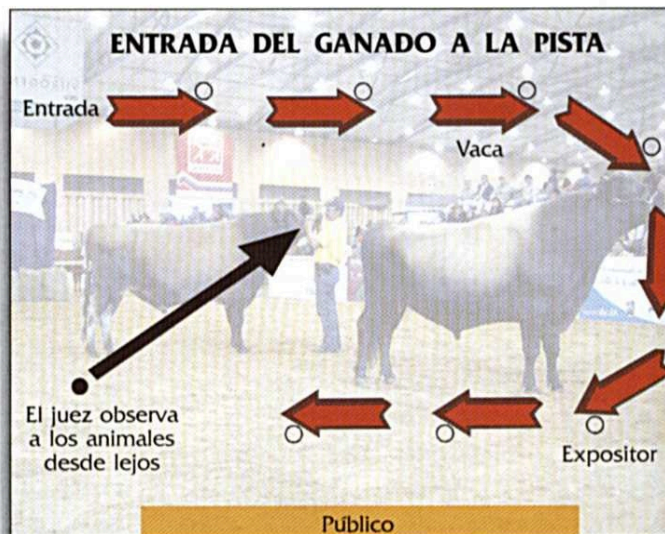 ENTRADA DEL GANADO A LA PISTA
Entrada
Vaca
El juez observa
a los animales
desde lejos
Expositor
Público